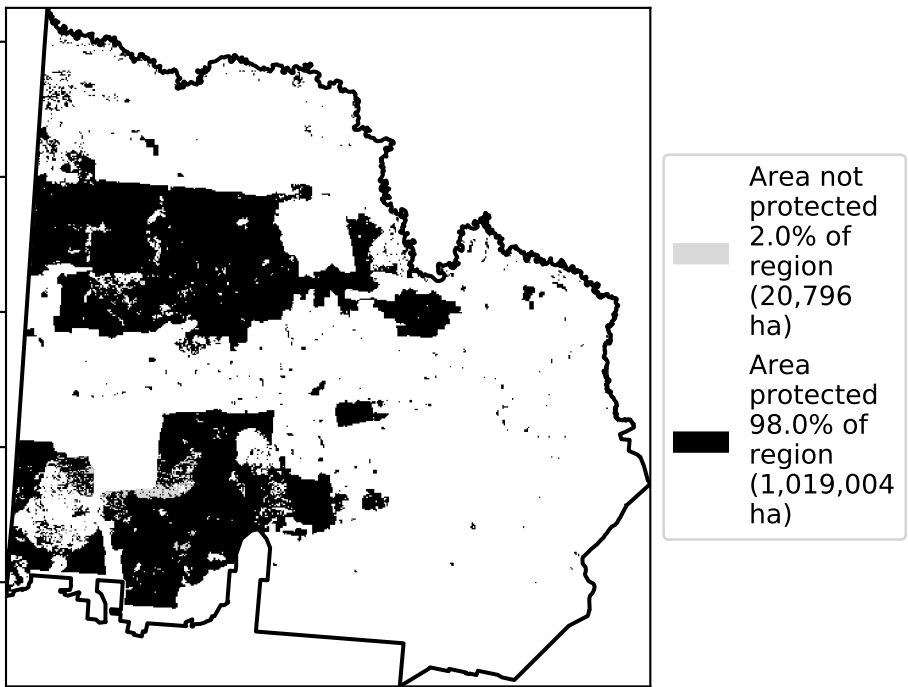 Area not
protected
2.0% of
region
(20,796
ha)
Area
protected
98.0% of
region
(1,019,004
ha)